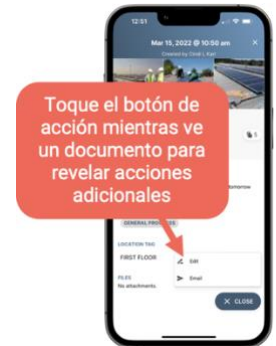 12:51
Mar 15, 2022 @ 10:50 am
Toque el botón de
acción mientras ve
un documento para
revelar acciones
adicionales
5
tomorrow
GENERAL PROGRESS
LOCATION TAG
FIRST FLOOR
Edit
FILES
Email
No attachments.
X CLOSE